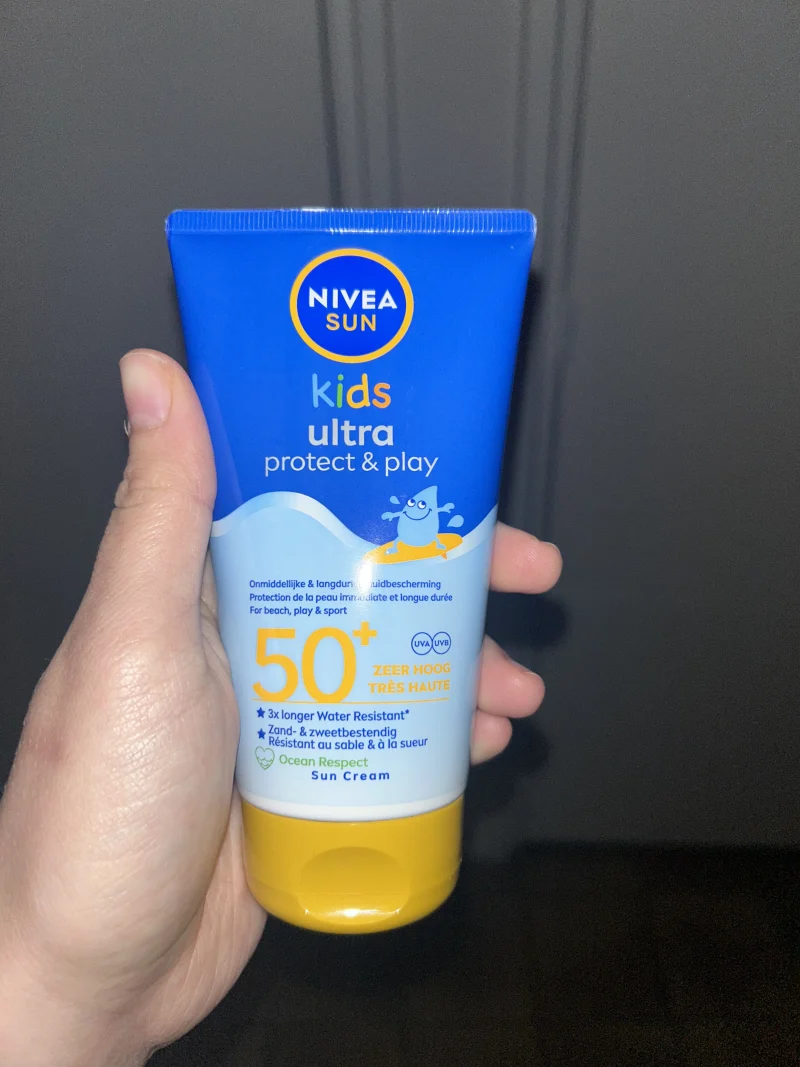 NIVEA
SUN
kids
ultra
protect & play
Onmiddellijke & langdun uidbescherming
Protection de la peau immédiate et longue durée
For beach, play & sport
50+
UVA UVB
ZEER HOOG
TRÈS HAUTE
3x longer Water Resistant*
Zand- & zweetbestendig
Résistant au sable & à la sueur
Ocean Respect
Sun Cream